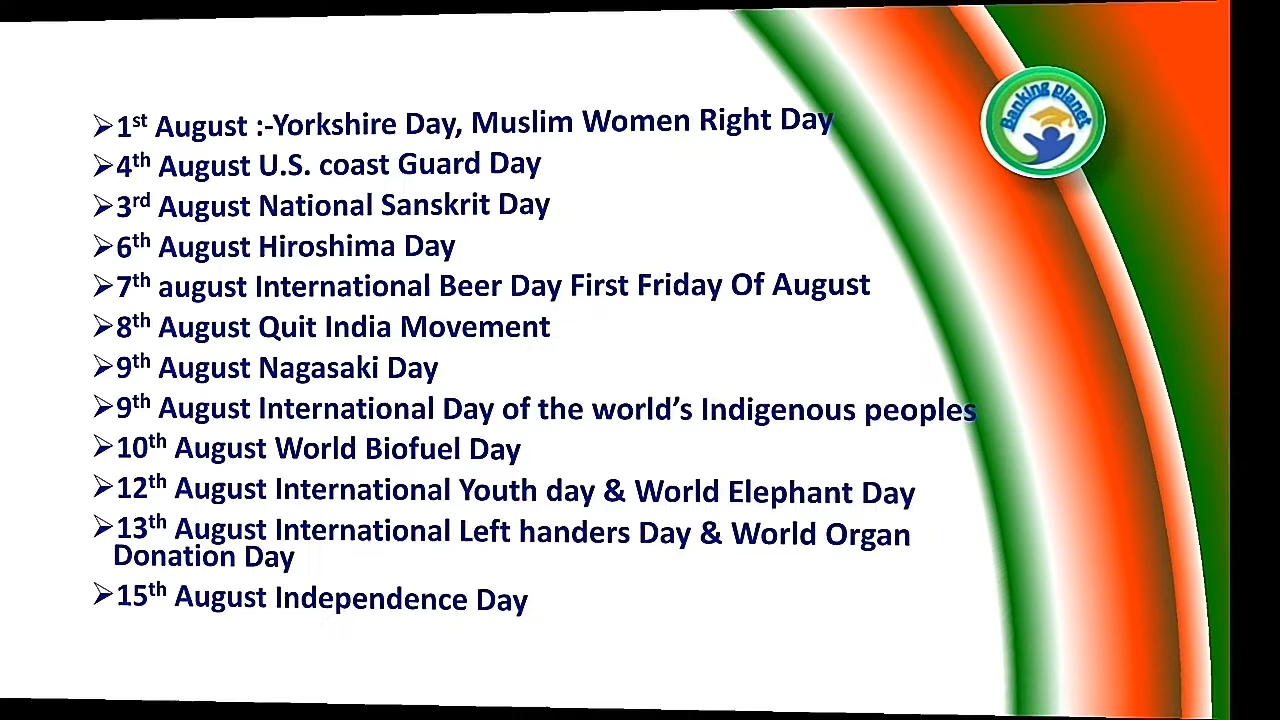 Banking planet
➢1st August :-Yorkshire Day, Muslim Women Right Day
➢4th August U.S. coast Guard Day
➢3rd August National Sanskrit Day
➢6th August Hiroshima Day
➢7th august International Beer Day First Friday Of August
➢8th August Quit India Movement
➢9th August Nagasaki Day
➢9th August International Day of the world’s Indigenous peoples
➢10th August World Biofuel Day
➢12th August International Youth day & World Elephant Day
➢13th August International Left handers Day & World Organ
Donation Day
➢15th August Independence Day